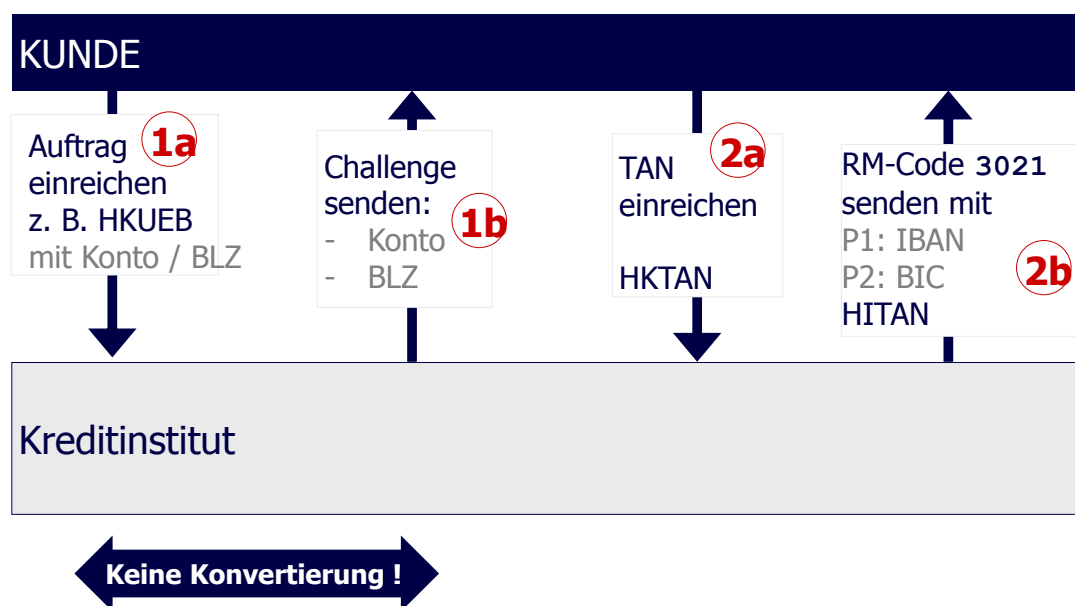 KUNDE
Auftrag 1a
einreichen
z. B. HKUEB
mit Konto / BLZ
Challenge
senden:
- Konto 1b
- BLZ
TAN 2a
einreichen
HKTAN
RM-Code 3021
senden mit
P1: IBAN
P2: BIC 2b
HITAN
Kreditinstitut
Keine Konvertierung !